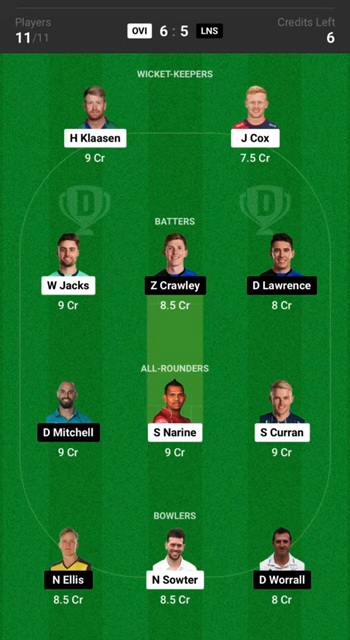 Players
11/11
OVI 6 : 5 LNS
Credits Left
6
WICKET-KEEPERS
H Klaasen J Cox
9 Cr 7.5 Cr
BATTERS
W Jacks Z Crawley D Lawrence
9 Cr 8.5 Cr 8 Cr
ALL-ROUNDERS
D Mitchell S Narine S Curran
9 Cr 9 Cr 9 Cr
BOWLERS
N Ellis N Sowter D Worrall
8.5 Cr 8.5 Cr 8 Cr